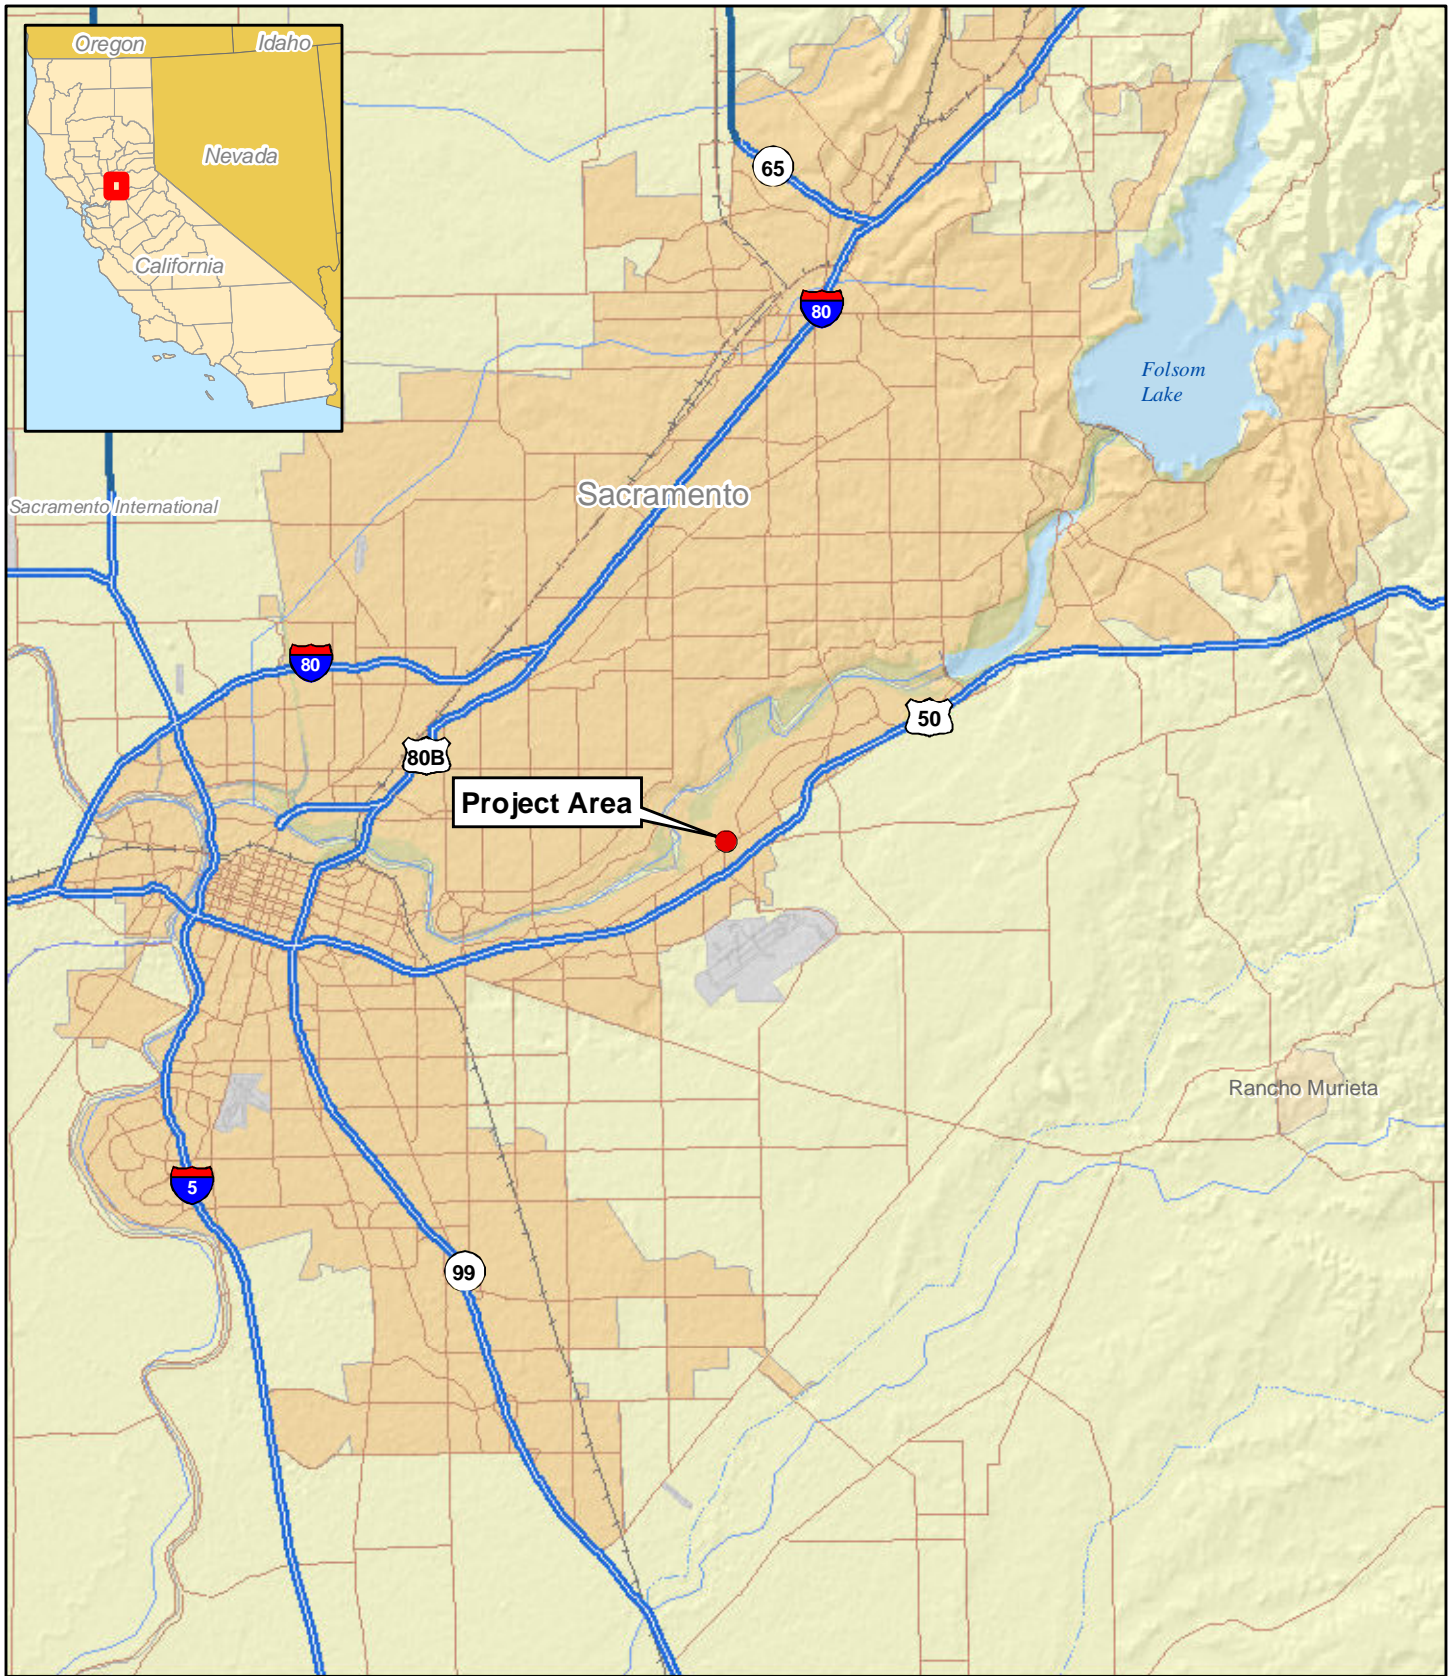 Oregon
Idaho
Nevada
California
65
80
Folsom
Lake
Sacramento
Sacramento International
80
50
80B
Project Area
Rancho Murieta
5
99